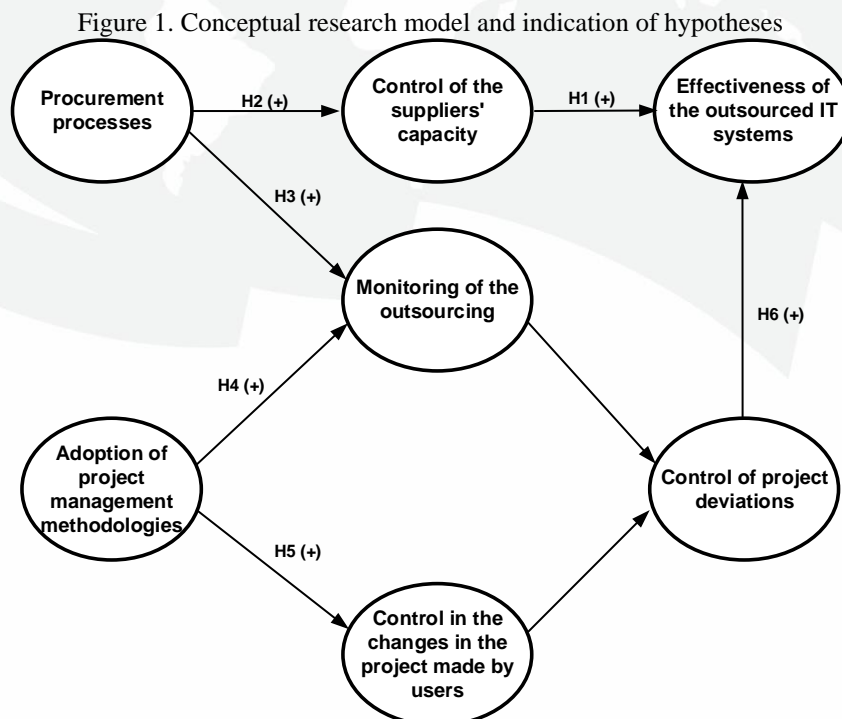 Figure 1. Conceptual research model and indication of hypotheses
Procurement
processes
H2 (+)
Control of the
suppliers'
capacity
H1 (+)
Effectiveness of
the outsourced IT
systems
H3 (+)
Monitoring of the
outsourcing
H6 (+)
H4 (+)
Adoption of
project
management
methodologies
Control of project
deviations
H5 (+)
Control in the
changes in the
project made by
users